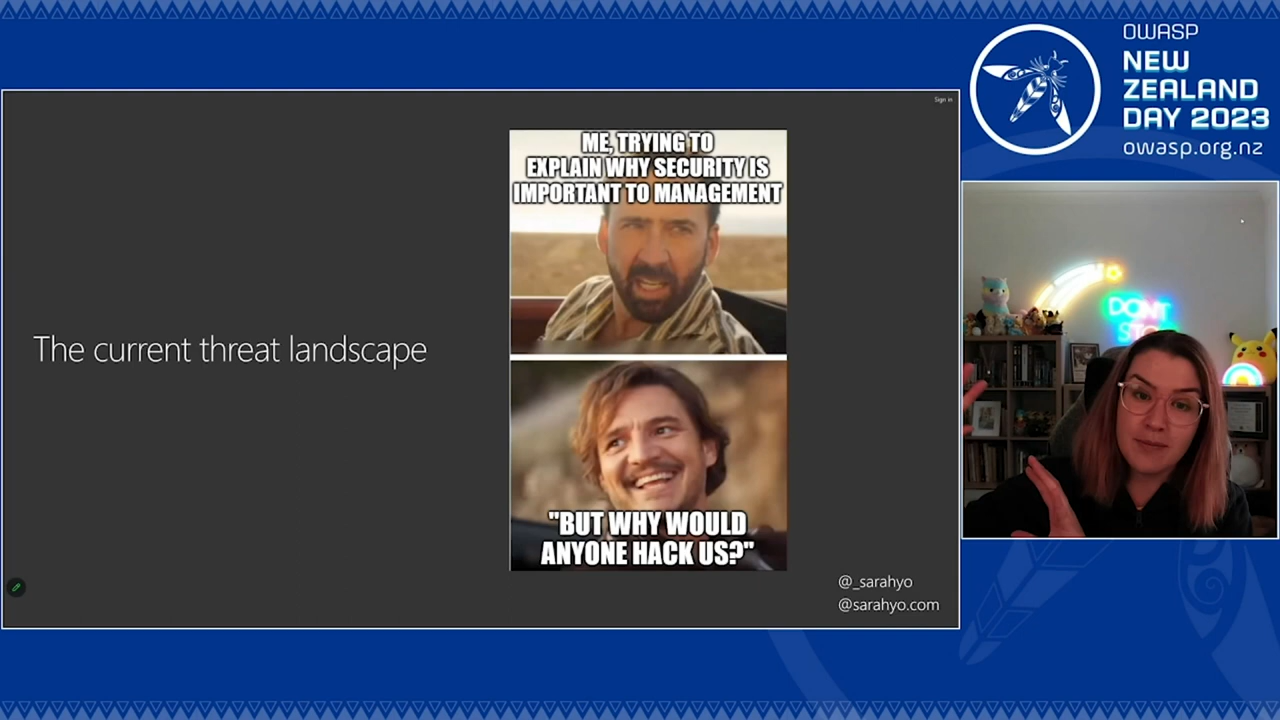 OWASP
NEW
ZEALAND
DAY 2023
owasp.org.nz
Sign in
ME, TRYING TO
EXPLAIN WHY SECURITY IS
IMPORTANT TO MANAGEMENT
The current threat landscape
"BUT WHY WOULD
ANYONE HACK US?"
@_sarahyo
@sarahyo.com
DON'T